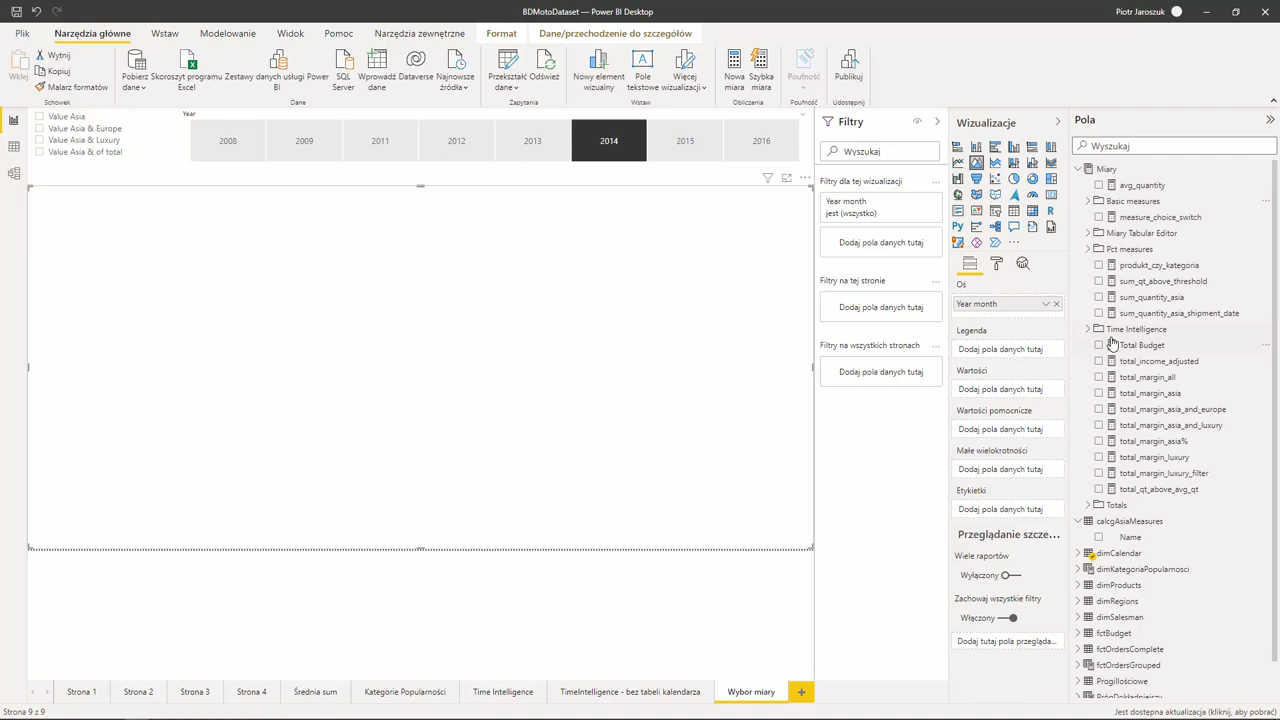 BDMotoDataset — Power BI Desktop
Piotr Jaroszuk
Plik
Narzędzia główne
Wstaw
Modelowanie
Widok
Pomoc
Narzędzia zewnętrzne
Format
Dane/przechodzenie do szczegółów
Wklej
Wytnij
Kopiuj
Malarz formatów
Schowek
Pobierz dane
Skoroszyt programu Excel
Zestawy danych usługi Power BI
SQL Server
Wprowadź dane
Dataverse
Najnowsze źródła
Dane
Przekształć dane
Odśwież
Zapytania
Nowy element wizualny
Pole tekstowe
Więcej wizualizacji
Wstaw
Nowa miara
Szybka miara
Obliczenia
Poufność
Poufność
Publikuj
Udostępnij
Value Asia
Value Asia & Europe
Value Asia & Luxury
Value Asia & of total
Year
2008
2009
2011
2012
2013
2014
2015
2016
Filtry
Wyszukaj
Filtry dla tej wizualizacji
Year month
jest (wszystko)
Dodaj pola danych tutaj
Filtry na tej stronie
Dodaj pola danych tutaj
Filtry na wszystkich stronach
Dodaj pola danych tutaj
Wizualizacje
R
Py
Oś
Year month
Legenda
Dodaj pola danych tutaj
Wartości
Dodaj pola danych tutaj
Wartości pomocnicze
Dodaj pola danych tutaj
Małe wielokrotności
Dodaj pola danych tutaj
Etykietki
Dodaj pola danych tutaj
Przeglądanie szcze...
Wiele raportów
Wyłączony
Zachowaj wszystkie filtry
Włączony
Dodaj tutaj pola przegląda...
Pola
Wyszukaj
Miary
avg_quantity
Basic measures
measure_choice_switch
Miary Tabular Editor
Pct measures
produkt_czy_kategoria
sum_qt_above_threshold
sum_quantity_asia
sum_quantity_asia_shipment_date
Time Intelligence
Total Budget
total_income_adjusted
total_margin_all
total_margin_asia
total_margin_asia_and_europe
total_margin_asia_and_luxury
total_margin_asia%
total_margin_luxury
total_margin_luxury_filter
total_qt_above_avg_qt
Totals
calcgAsiaMeasures
Name
dimCalendar
dimKategoriaPopularnosci
dimProducts
dimRegions
dimSalesman
fctBudget
fctOrdersComplete
fctOrdersGrouped
Progillościowe
Strona 1
Strona 2
Strona 3
Strona 4
Średnia sum
Kategorie Popularności
Time Intelligence
TimeIntelligence - bez tabeli kalendarza
Wybor miary
Strona 9 z 9
Jest dostępna aktualizacja (kliknij, aby pobrać)